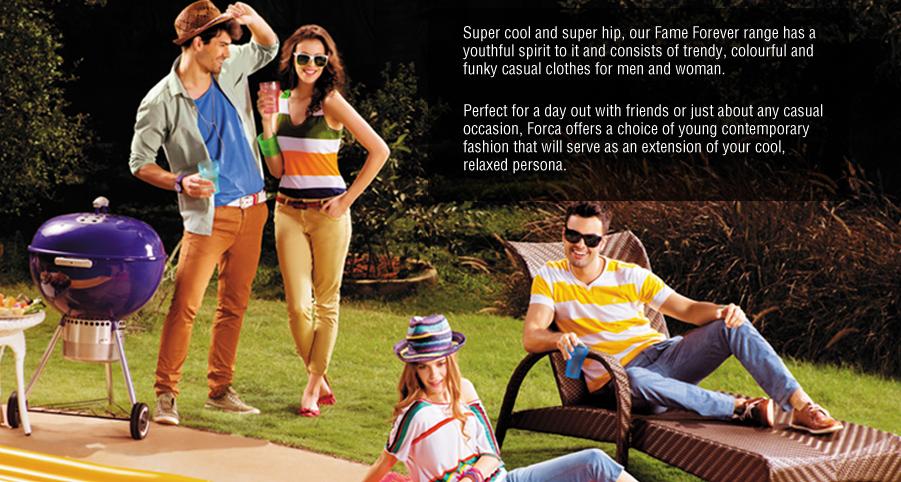 Super cool and super hip, our Fame Forever range has a
youthful spirit to it and consists of trendy, colourful and
funky casual clothes for men and woman.
Perfect for a day out with friends or just about any casual
occasion, Forca offers a choice of young contemporary
fashion that will serve as an extension of your cool,
relaxed persona.